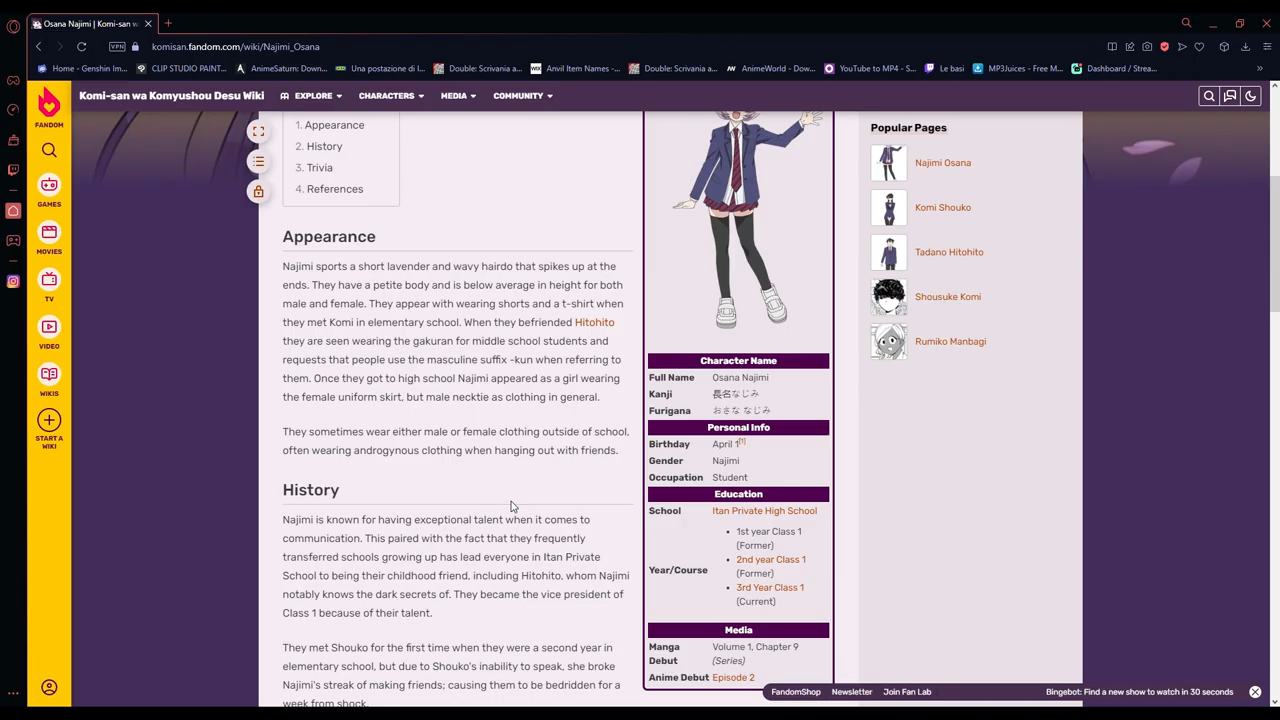 Osana Najimi | Komi-san w
komisan.fandom.com/wiki/Najimi_Osana
VPN
Home - Genshin Im...
CLIP STUDIO PAINT...
AnimeSaturn: Down...
Una postazione di l...
Double: Scrivania a...
WIX
Anvil Item Names -...
Double: Scrivania a...
AnimeWorld - Dow...
YouTube to MP4 - S...
Le basi
MP3Juices - Free M...
Dashboard / Strea...
Komi-san wa Komyushou Desu Wiki
EXPLORE
CHARACTERS
MEDIA
COMMUNITY
FANDOM
GAMES
MOVIES
TV
VIDEO
WIKIS
START A
WIKI
1. Appearance
2. History
3. Trivia
4. References
Appearance
Najimi sports a short lavender and wavy hairdo that spikes up at the
ends. They have a petite body and is below average in height for both
male and female. They appear with wearing shorts and a t-shirt when
they met Komi in elementary school. When they befriended Hitohito
they are seen wearing the gakuran for middle school students and
requests that people use the masculine suffix -kun when referring to
them. Once they got to high school Najimi appeared as a girl wearing
the female uniform skirt, but male necktie as clothing in general.
They sometimes wear either male or female clothing outside of school,
often wearing androgynous clothing when hanging out with friends.
History
Najimi is known for having exceptional talent when it comes to
communication. This paired with the fact that they frequently
transferred schools growing up has lead everyone in Itan Private
School to being their childhood friend, including Hitohito, whom Najimi
notably knows the dark secrets of. They became the vice president of
Class 1 because of their talent.
They met Shouko for the first time when they were a second year in
elementary school, but due to Shouko's inability to speak, she broke
Najimi's streak of making friends; causing them to be bedridden for a
week from shock.
Character Name
Full Name Osana Najimi
Kanji 長名なじみ
Furigana おさな なじみ
Personal Info
Birthday April 1[1]
Gender Najimi
Occupation Student
Education
School Itan Private High School
Year/Course
1st year Class 1
(Former)
2nd year Class 1
(Former)
3rd Year Class 1
(Current)
Media
Manga Debut Volume 1, Chapter 9
(Series)
Anime Debut Episode 2
Popular Pages
Najimi Osana
Komi Shouko
Tadano Hitohito
Shousuke Komi
Rumiko Manbagi
FandomShop
Newsletter
Join Fan Lab
Bingebot: Find a new show to watch in 30 seconds